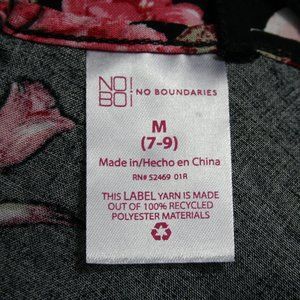 NO
BO
NO BOUNDARIES
M
(7-9)
Made in/Hecho en China
RN# 52469 01R
THIS LABEL YARN IS MADE
OUT OF 100% RECYCLED
POLYESTER MATERIALS